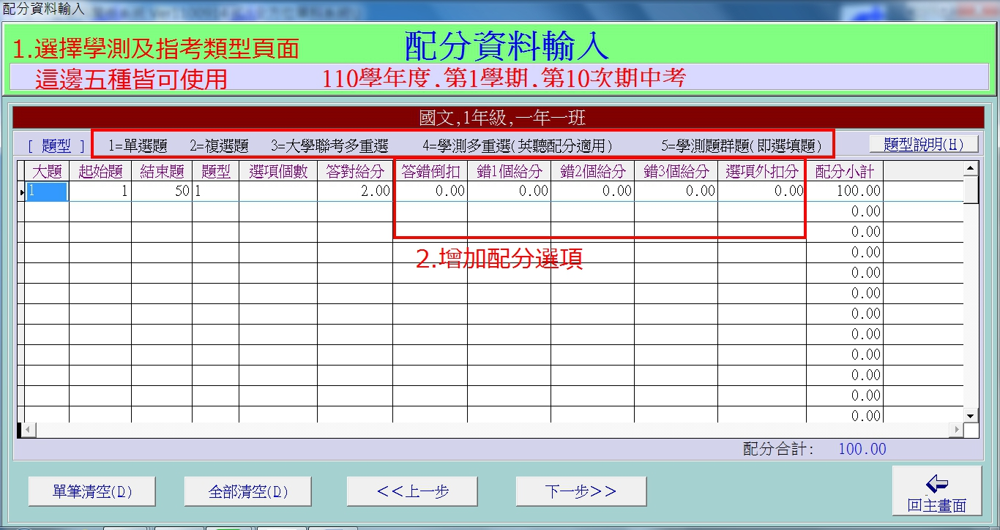 配分資料輸入
1.選擇學測及指考類型頁面
配分資料輸入
這邊五種皆可使用
110學年度,第1學期,第10次期中考
國文,1年級,一年一班
[ 題型 ] 1=單選題 2=複選題 3=大學聯考多重選 4=學測多重選(英聽配分適用) 5=學測題群題(即選填題) 題型說明(H)
大題 起始題 結束題 題型 選項個數 答對給分 答錯倒扣 錯1個給分 錯2個給分 錯3個給分 選項外扣分 配分小計
1 1 50 1 2.00 0.00 0.00 0.00 0.00 0.00 100.00
0.00
0.00
0.00
2.增加配分選項
0.00
0.00
0.00
0.00
0.00
0.00
0.00
0.00
配分合計: 100.00
單筆清空(D) 全部清空(D) <<上一步 下一步>> 回主畫面